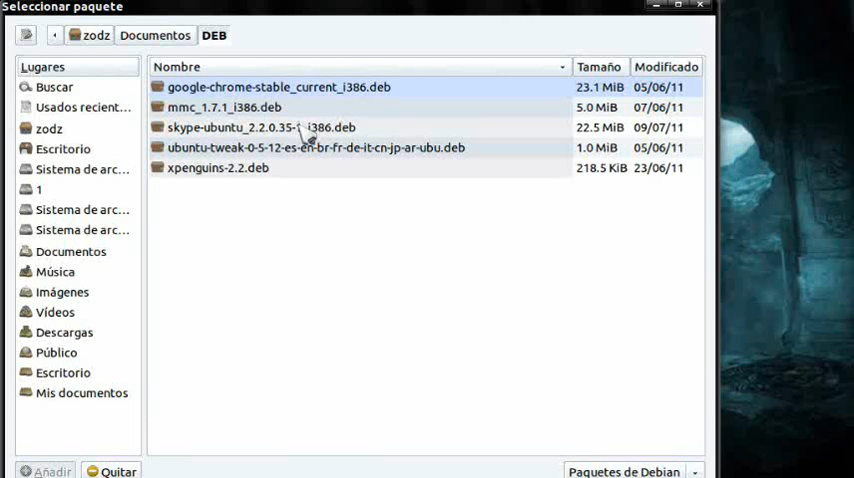 Seleccionar paquete
zodz Documentos DEB
Lugares
Buscar
Usados recient...
zodz
Escritorio
Sistema de arc...
1
Sistema de arc...
Sistema de arc...
Documentos
Música
Imágenes
Vídeos
Descargas
Público
Escritorio
Mis documentos
Nombre Tamaño Modificado
google-chrome-stable_current_i386.deb 23.1 MiB 05/06/11
mmc_1.7.1_i386.deb 5.0 MiB 07/06/11
skype-ubuntu_2.2.0.35-1_i386.deb 22.5 MiB 09/07/11
ubuntu-tweak-0-5-12-es-en-br-fr-de-it-cn-jp-ar-ubu.deb 1.0 MiB 05/06/11
xpenguins-2.2.deb 218.5 KiB 23/06/11
Añadir Quitar
Paquetes de Debian